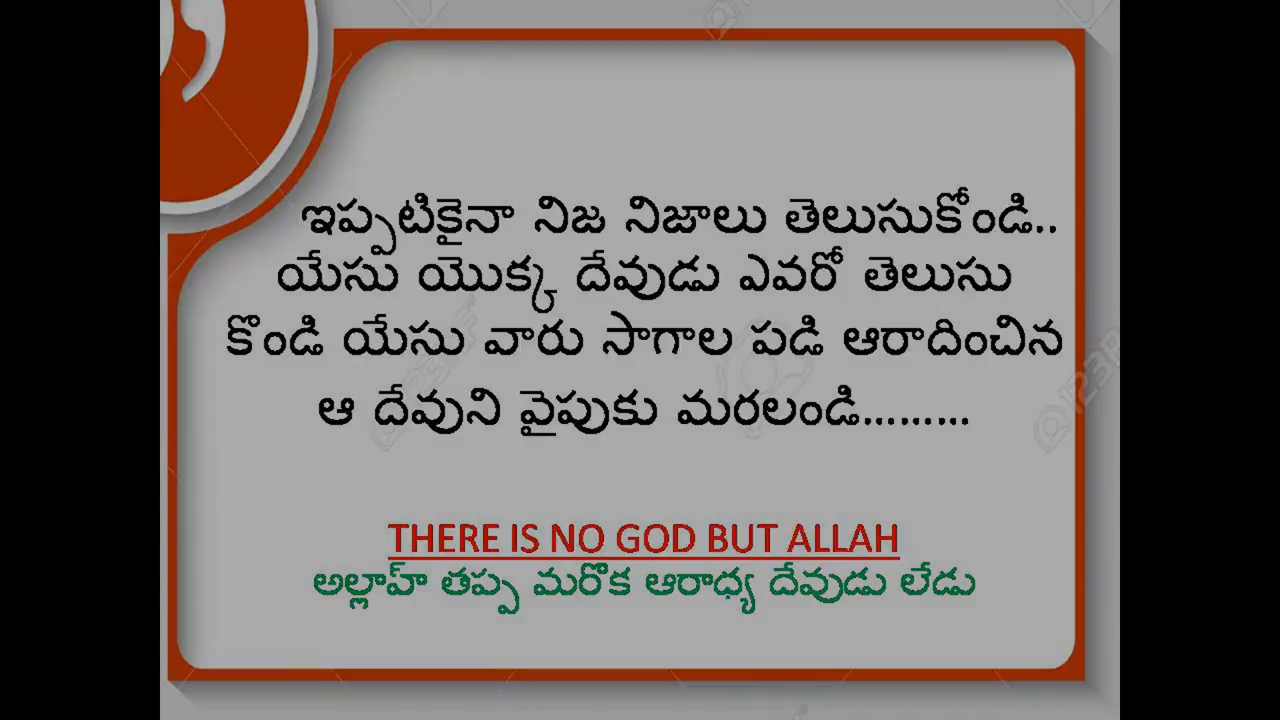 ఇప్పటికైనా నిజ నిజాలు తెలుసుకోండి..
యేసు యొక్క దేవుడు ఎవరో తెలుసు
కొండి యేసు వారు సాగాల పడి ఆరాదించిన
ఆ దేవుని వైపుకు మరలండి.........
THERE IS NO GOD BUT ALLAH
అల్లాహ్ తప్ప మరొక ఆరాధ్య దేవుడు లేడు